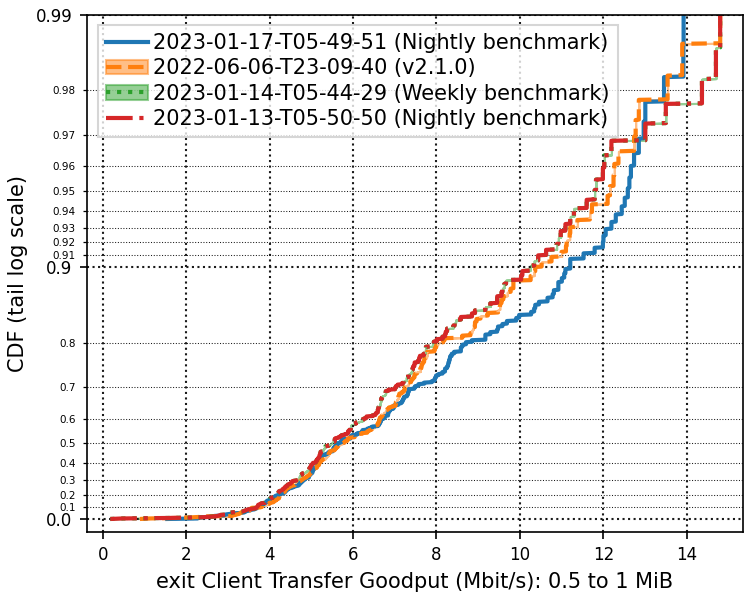 2023-01-17-T05-49-51 (Nightly benchmark)
2022-06-06-T23-09-40 (v2.1.0)
2023-01-14-T05-44-29 (Weekly benchmark)
2023-01-13-T05-50-50 (Nightly benchmark)
CDF (tail log scale)
0.99
0.98
0.97
0.96
0.95
0.94
0.93
0.92
0.91
0.9
0.8
0.7
0.6
0.5
0.4
0.3
0.2
0.1
0.0
0 2 4 6 8 10 12 14
exit Client Transfer Goodput (Mbit/s): 0.5 to 1 MiB